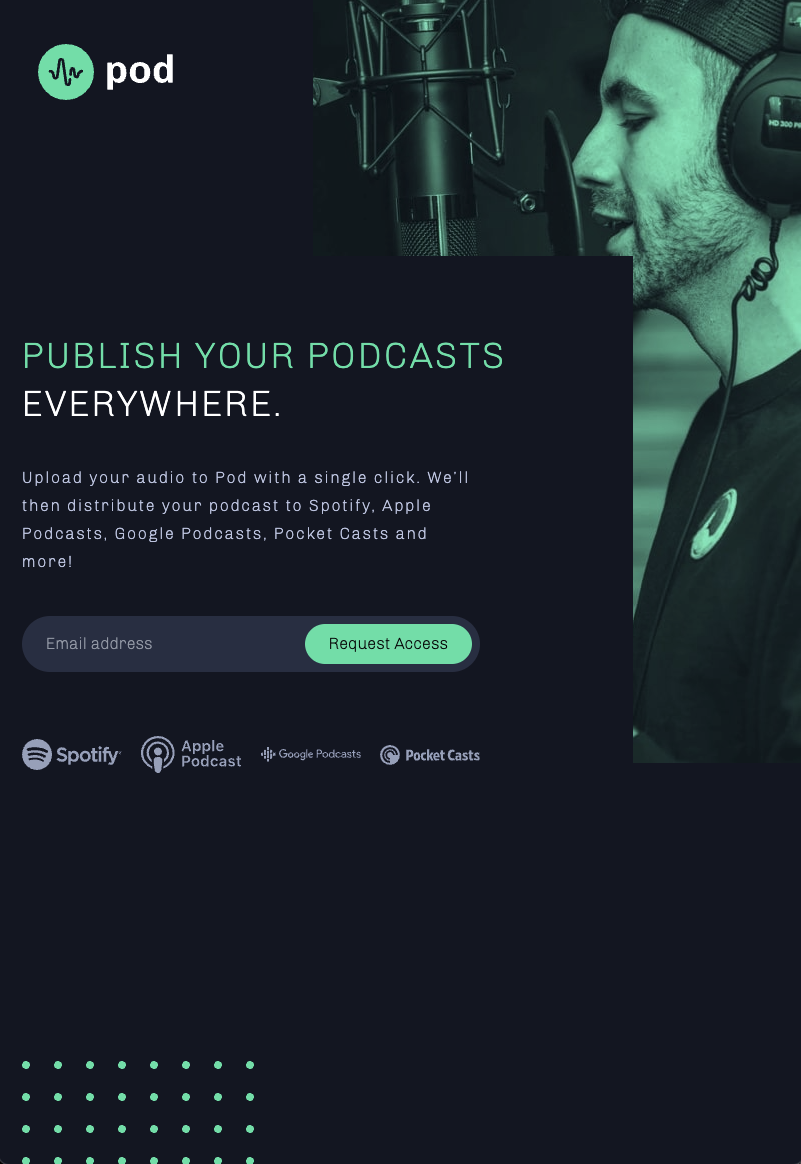 pod
HD 300 PR
PUBLISH YOUR PODCASTS
EVERYWHERE.
Upload your audio to Pod with a single click. We’ll
then distribute your podcast to Spotify, Apple
Podcasts, Google Podcasts, Pocket Casts and
more!
Email address
Request Access
Spotify
Apple
Podcast
Google Podcasts
Pocket Casts